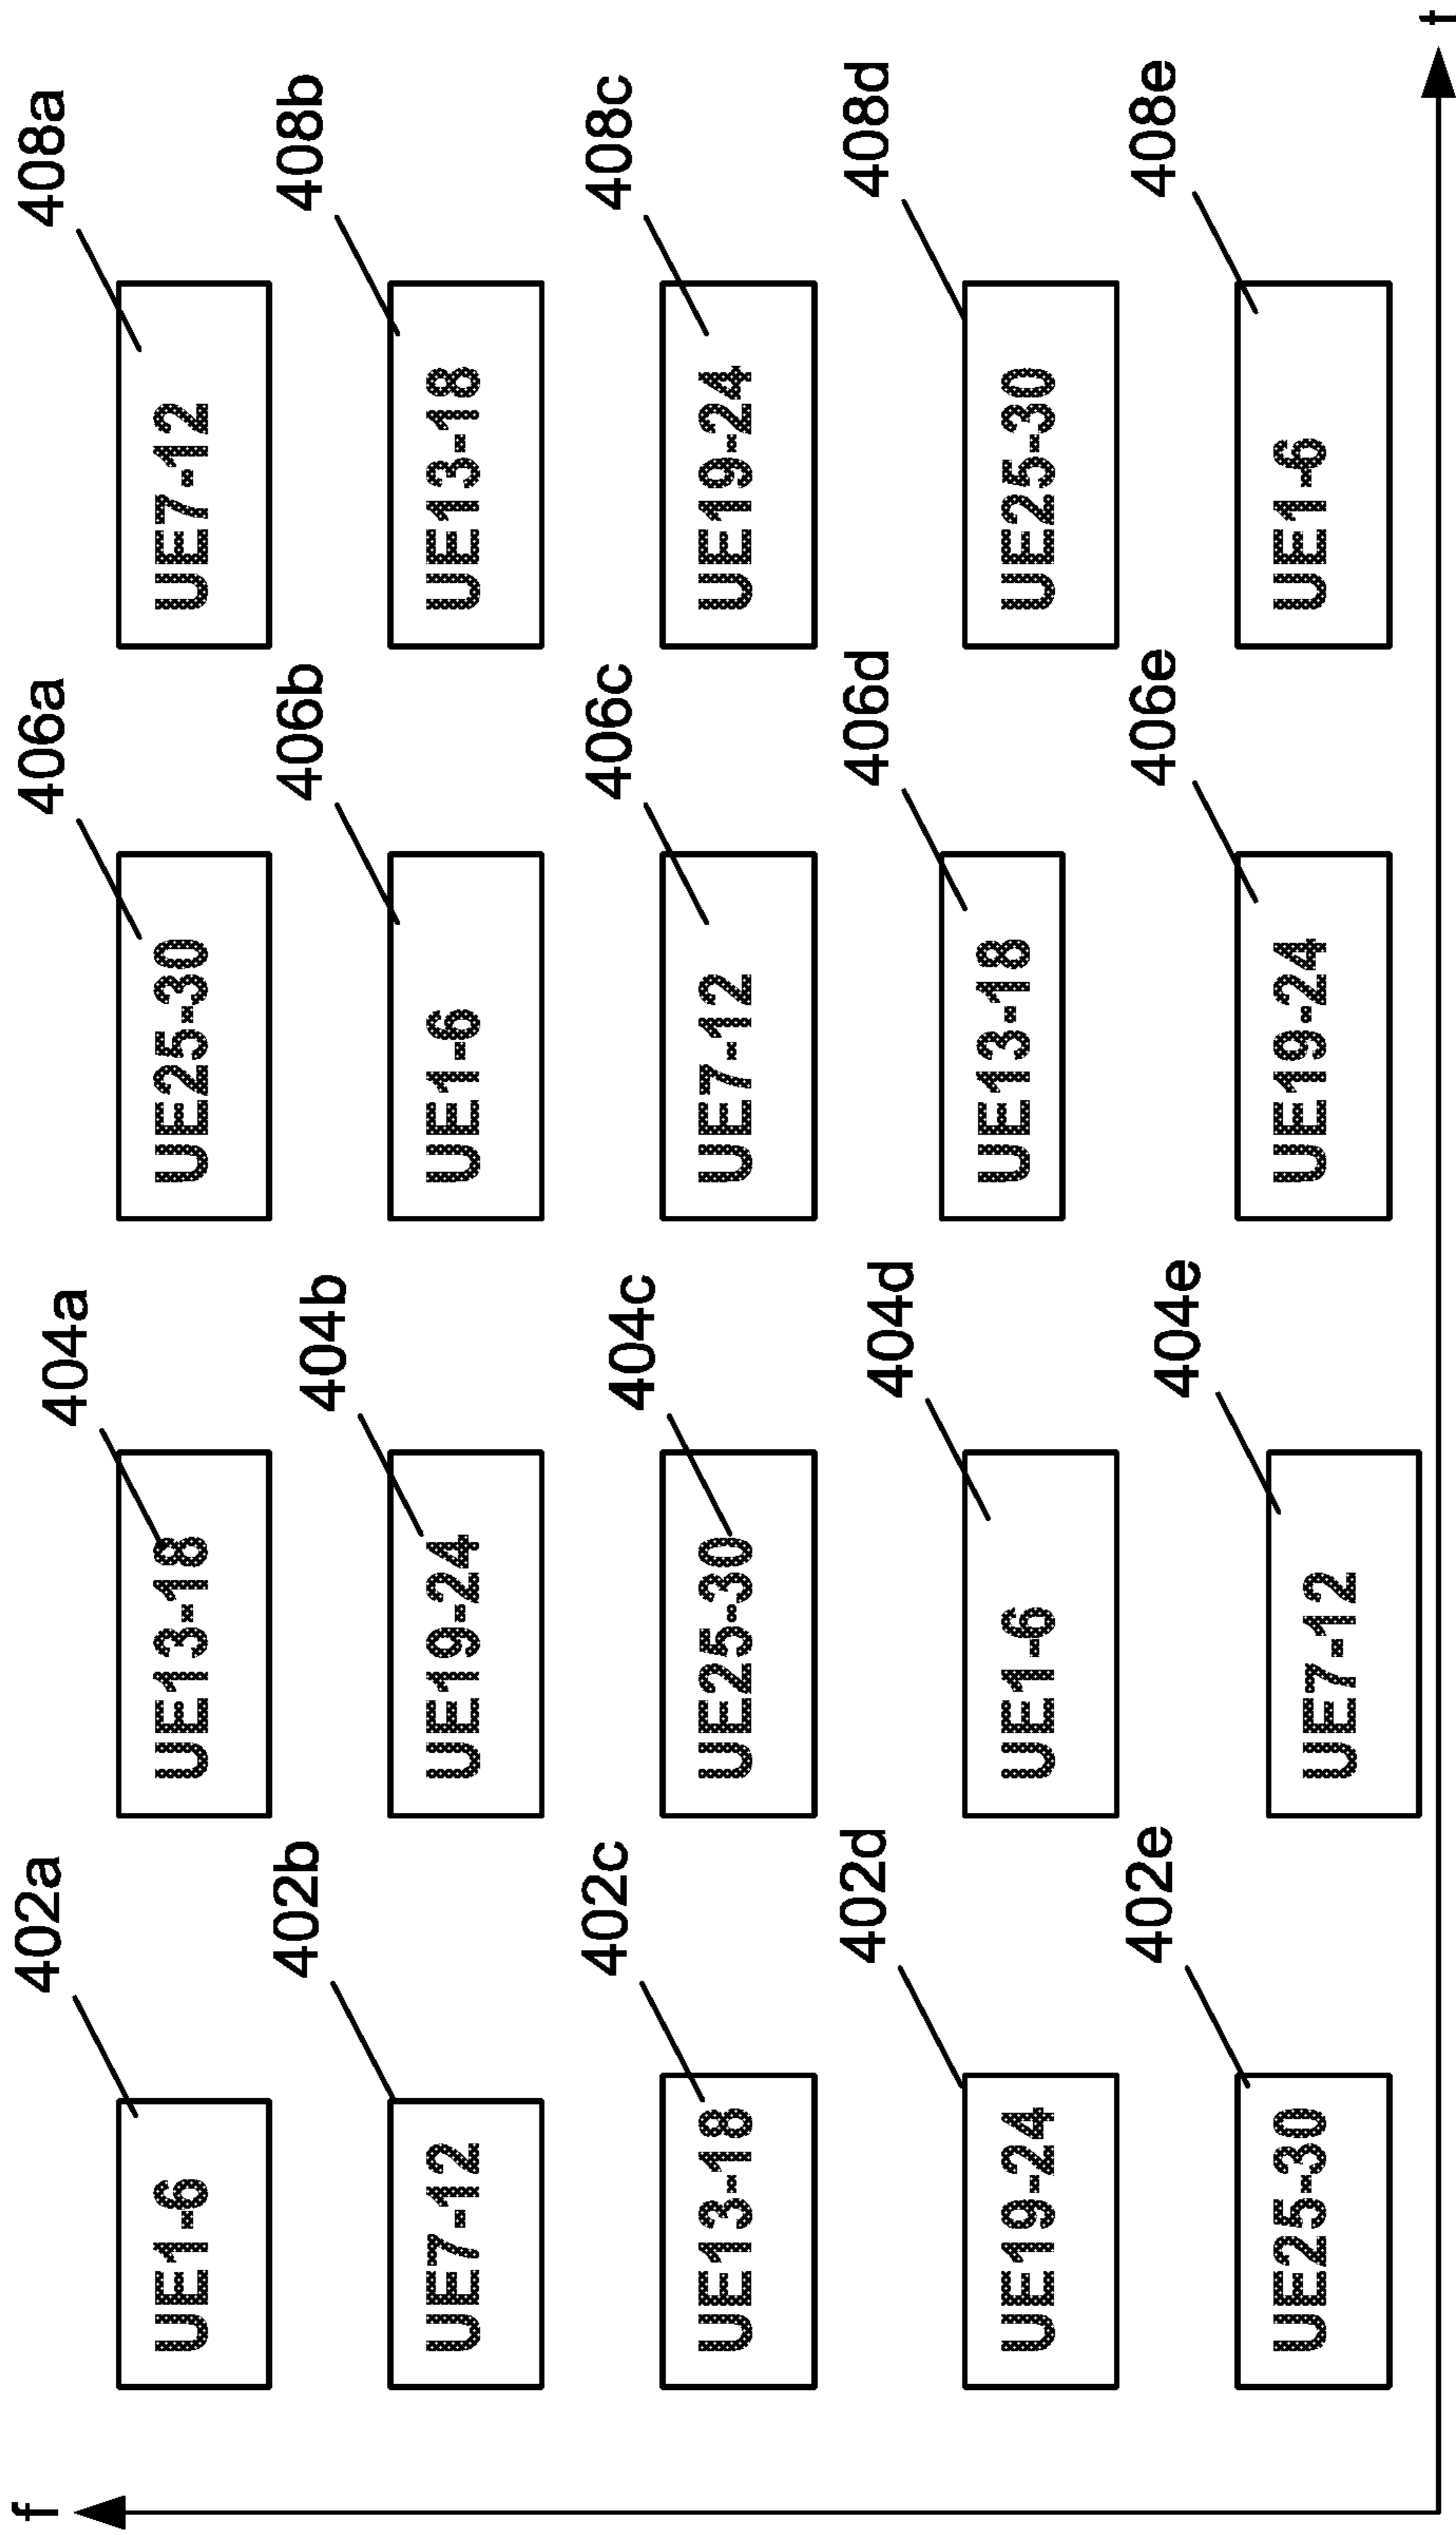 f
402a 404a 406a 408a
UE1-6 UE13-18 UE25-30 UE7-12
402b 404b 406b 408b
UE7-12 UE19-24 UE1-6 UE13-18
402c 404c 406c 408c
UE13-18 UE25-30 UE7-12 UE19-24
402d 404d 406d 408d
UE19-24 UE1-6 UE13-18 UE25-30
402e 404e 406e 408e
UE25-30 UE7-12 UE19-24 UE1-6
t